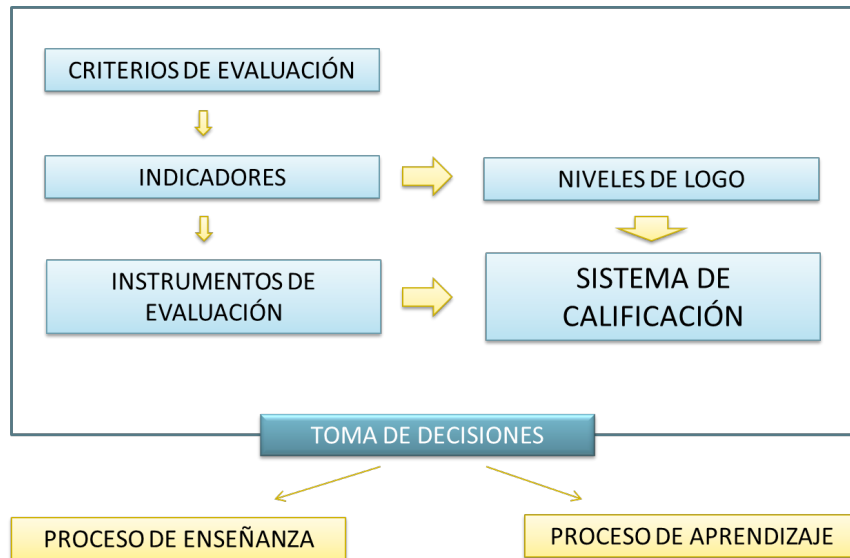 CRITERIOS DE EVALUACIÓN
INDICADORES
NIVELES DE LOGO
INSTRUMENTOS DE
EVALUACIÓN
SISTEMA DE
CALIFICACIÓN
TOMA DE DECISIONES
PROCESO DE ENSEÑANZA
PROCESO DE APRENDIZAJE